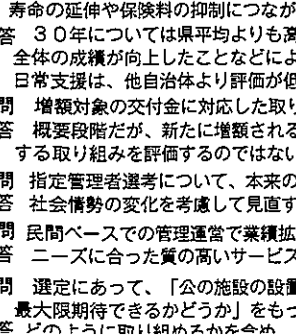 寿命の延伸や保険料の抑制につなが
答 30年については県平均よりも高
全体の成績が向上したことなどによ
日常支援は、他自治体より評価が低
問 増額対象の交付金に対応した取り
答 概要段階だが、新たに増額される
する取り組みを評価するのではない
問 指定管理者選考について、本来の
答 社会情勢の変化を考慮して見直す
問 民間ベースでの管理運営で業績拡
答 ニーズに合った質の高いサービス
問 選定にあって、「公の施設の設置
最大限期待できるかどうか」をもっ
答 どのように取り組めるかを含め